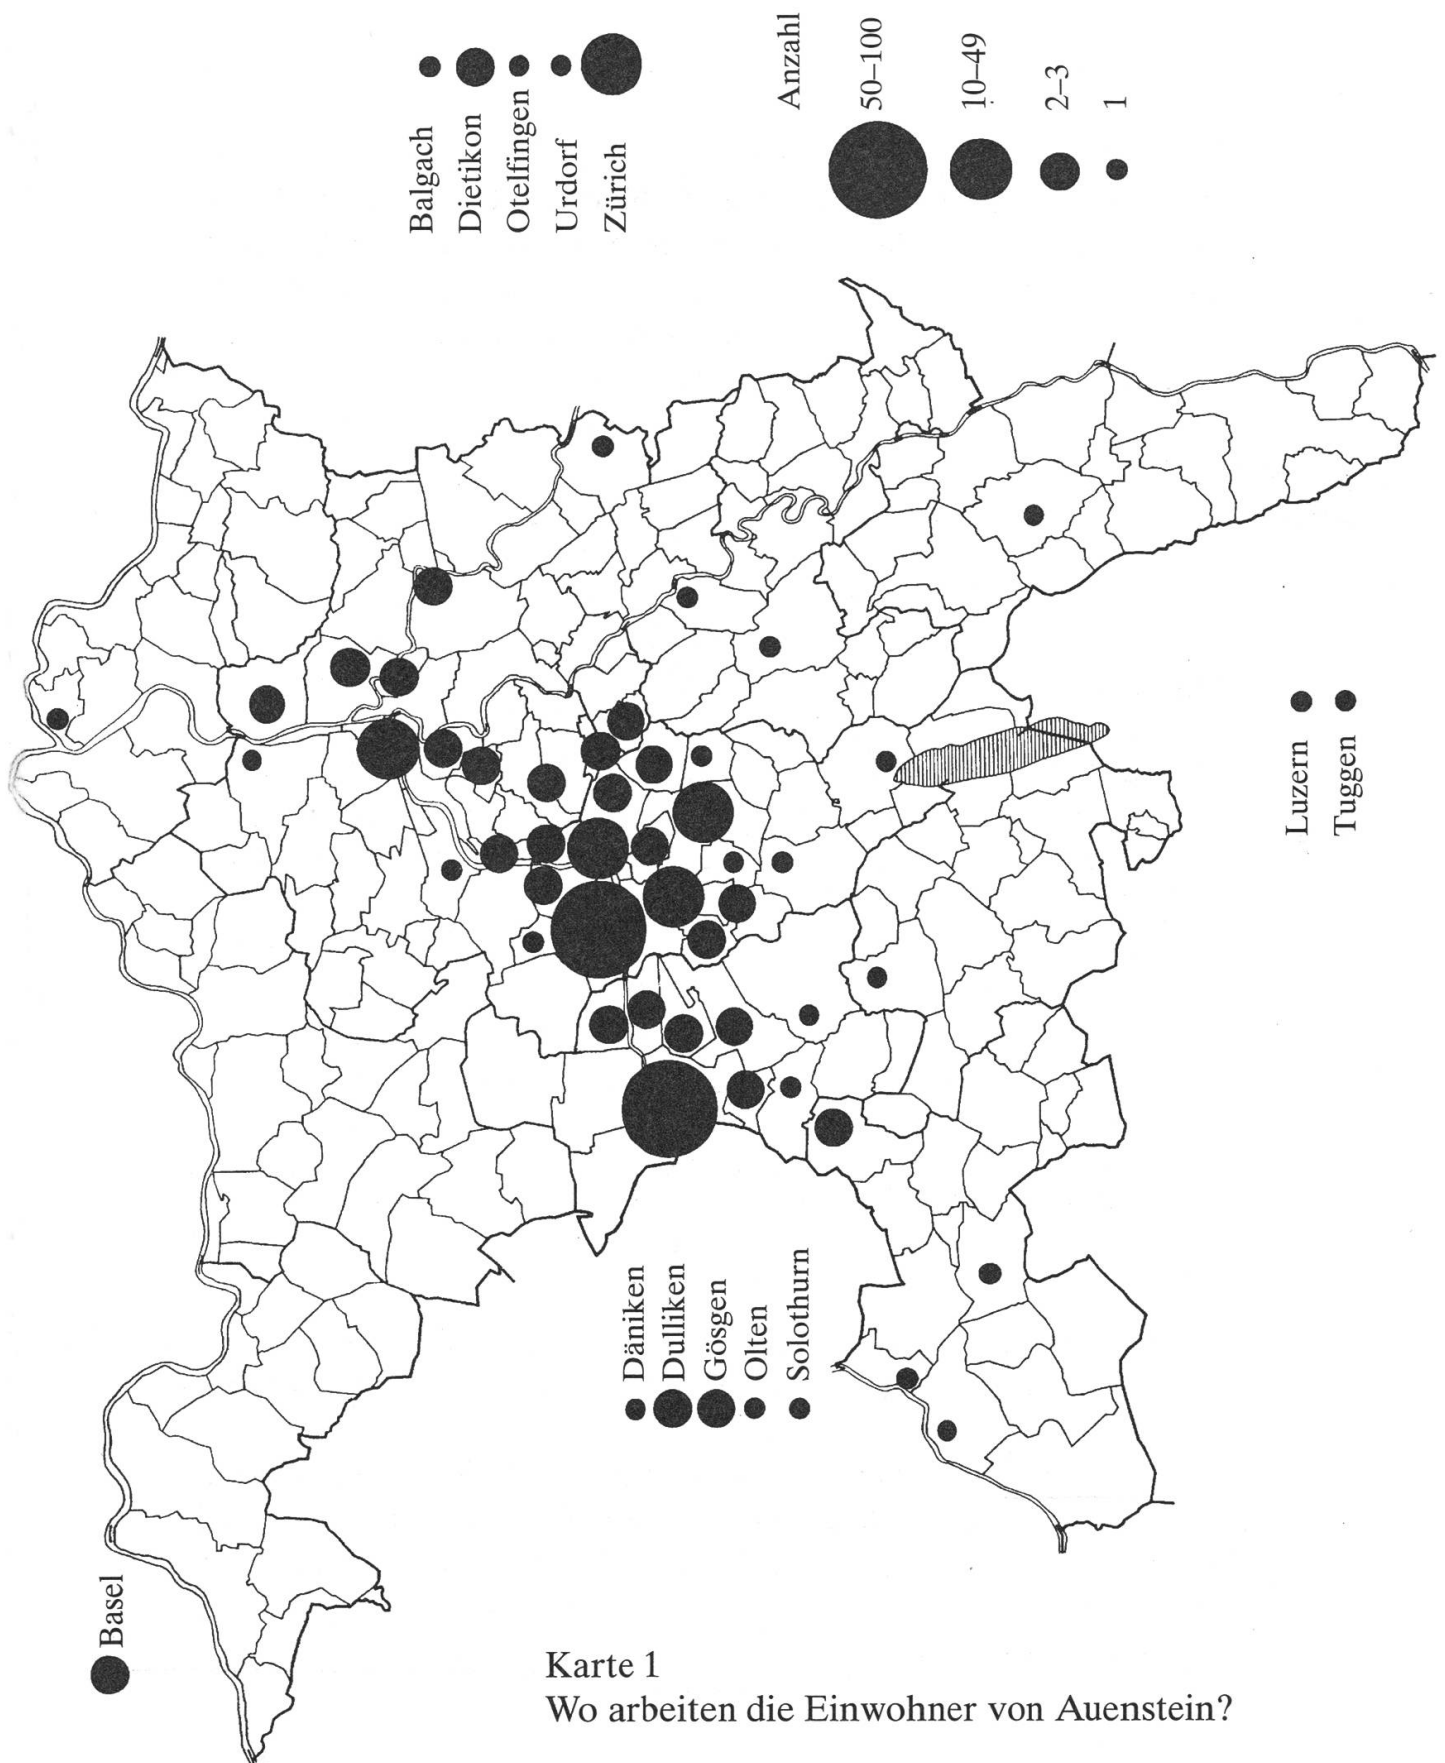 Balgach
Dietikon
Otelfingen
Urdorf
Zürich
Anzahl
50–100
10–49
2–3
1
Luzern
Tuggen
Däniken
Dulliken
Gösgen
Olten
Solothurn
Basel
Karte 1
Wo arbeiten die Einwohner von Auenstein?